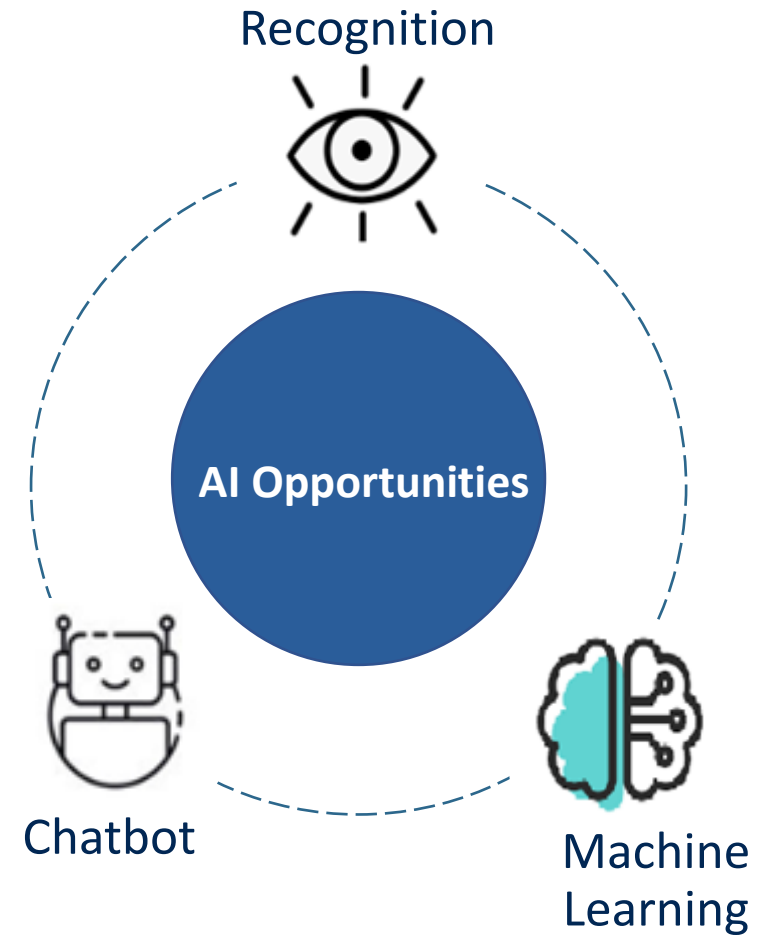 Recognition
AI Opportunities
Chatbot
Machine
Learning